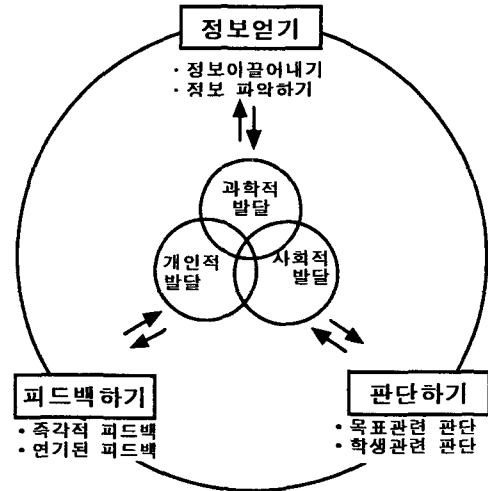 정보얻기
· 정보이끌어내기
· 정보 파악하기
과학적
발달
개인적
발달
사회적
발달
피드백하기
· 즉각적 피드백
· 연기된 피드백
판단하기
· 목표관련 판단
· 학생관련 판단